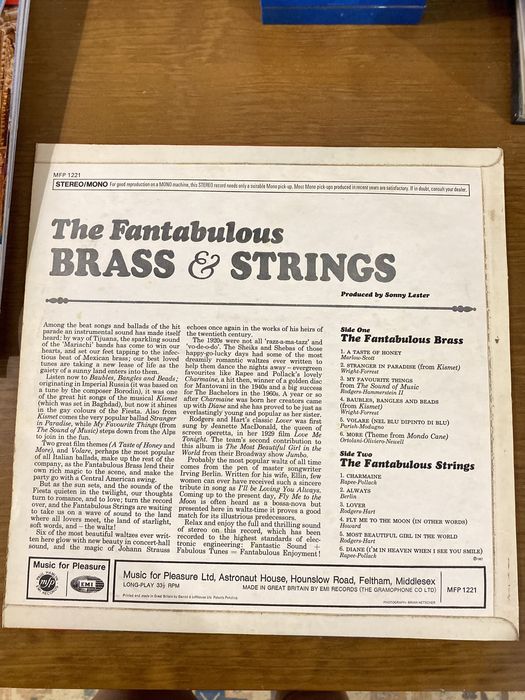 MFP 1221
STEREO/MONO For good reproduction on a MONO machine, this STEREO record needs only a suitable Mono pick-up. Most Mono pick-ups produced in recent years are satisfactory. If in doubt, consult your dealer.
The Fantabulous
BRASS & STRINGS
Produced by Sonny Lester
Among the beat songs and ballads of the hit
parade an instrumental sound has made itself
heard: by way of Tijuana, the sparkling sound
of the 'Mariachi' bands has come to win our
hearts, and set our feet tapping to the infec-
tious beat of Mexican brass; our best loved
tunes are taking a new lease of life as the
gaiety of a sunny land enters into them.
Listen now to Baubles, Bangles and Beads;
originating in Imperial Russia (it was based on
a tune by the composer Borodin), it was one
of the great hit songs of the musical Kismet
(which was set in Baghdad), but now it shines
in the gay colours of the Fiesta. Also from
Kismet comes the very popular ballad Stranger
in Paradise, while My Favourite Things (from
The Sound of Music) steps down from the Alps
to join in the fun.
Two great film themes (A Taste of Honey and
More), and Volare, perhaps the most popular
of all Italian ballads, make up the rest of the
company, as the Fantabulous Brass lend their
own rich magic to the scene, and make the
party go with a Central American swing.
But as the sun sets, and the sounds of the
Fiesta quieten in the twilight, our thoughts
turn to romance, and to love; turn the record
over, and the Fantabulous Strings are waiting
to take us on a wave of sound to the land
where all lovers meet, the land of starlight,
soft words, and – the waltz!
Six of the most beautiful waltzes ever writt-
en here glow with new beauty in concert-hall
sound, and the magic of Johann Strauss
echoes once again in the works of his heirs of
the twentieth century.
The 1920s were not all 'razz-a-ma-tazz' and
'vo-de-o-do'. The Sheiks and Shebas of those
happy-go-lucky days had some of the most
dreamily romantic waltzes ever written to
help them dance the nights away – evergreen
favourites like Rapee and Pollack's lovely
Charmaine, a hit then, winner of a golden disc
for Mantovani in the 1940s and a big success
for The Bachelors in the 1960s. A year or so
after Charmaine was born her creators came
up with Diane and she has proved to be just as
everlastingly young and popular as her sister.
Rodgers and Hart's classic Lover was first
sung by Jeanette MacDonald, the queen of
screen operetta, in her 1929 film Love Me
Tonight. The team's second contribution to
this album is The Most Beautiful Girl in the
World from their Broadway show Jumbo.
Probably the most popular waltz of all time
comes from the pen of master songwriter
Irving Berlin. Written for his wife, Ellin, few
women can ever have received such a sincere
tribute in song as I'll be Loving You Always.
Coming up to the present day, Fly Me to the
Moon is often heard as a bossa-nova but
presented here in waltz-time it proves a good
match for its illustrious predecessors.
Relax and enjoy the full and thrilling sound
of stereo on this record, which has been
recorded to the highest standards of elec-
tronic engineering: Fantastic Sound +
Fabulous Tunes = Fantabulous Enjoyment!
Side One
The Fantabulous Brass
1. A TASTE OF HONEY
Marlow-Scott
2. STRANGER IN PARADISE (from Kismet)
Wright-Forrest
3. MY FAVOURITE THINGS
from The Sound of Music
Rodgers-Hammerstein II
4. BAUBLES, BANGLES AND BEADS
(from Kismet)
Wright-Forrest
5. VOLARE (NEL BLU DIPINTO DI BLU)
Parish-Modugno
6. MORE (Theme from Mondo Cane)
Ortolani-Oliviero-Newell
Side Two
The Fantabulous Strings
1. CHARMAINE
Rapee-Pollack
2. ALWAYS
Berlin
3. LOVER
Rodgers-Hart
4. FLY ME TO THE MOON (IN OTHER WORDS)
Howard
5. MOST BEAUTIFUL GIRL IN THE WORLD
Rodgers-Hart
6. DIANE (I'M IN HEAVEN WHEN I SEE YOU SMILE)
Rapee-Pollack
Music for Pleasure
mfp
EMI
Music for Pleasure Ltd, Astronaut House, Hounslow Road, Feltham, Middlesex
LONG-PLAY 33⅓ RPM
MADE IN GREAT BRITAIN BY EMI RECORDS (THE GRAMOPHONE CO LTD)
MFP 1221
Printed and made in Great Britain by